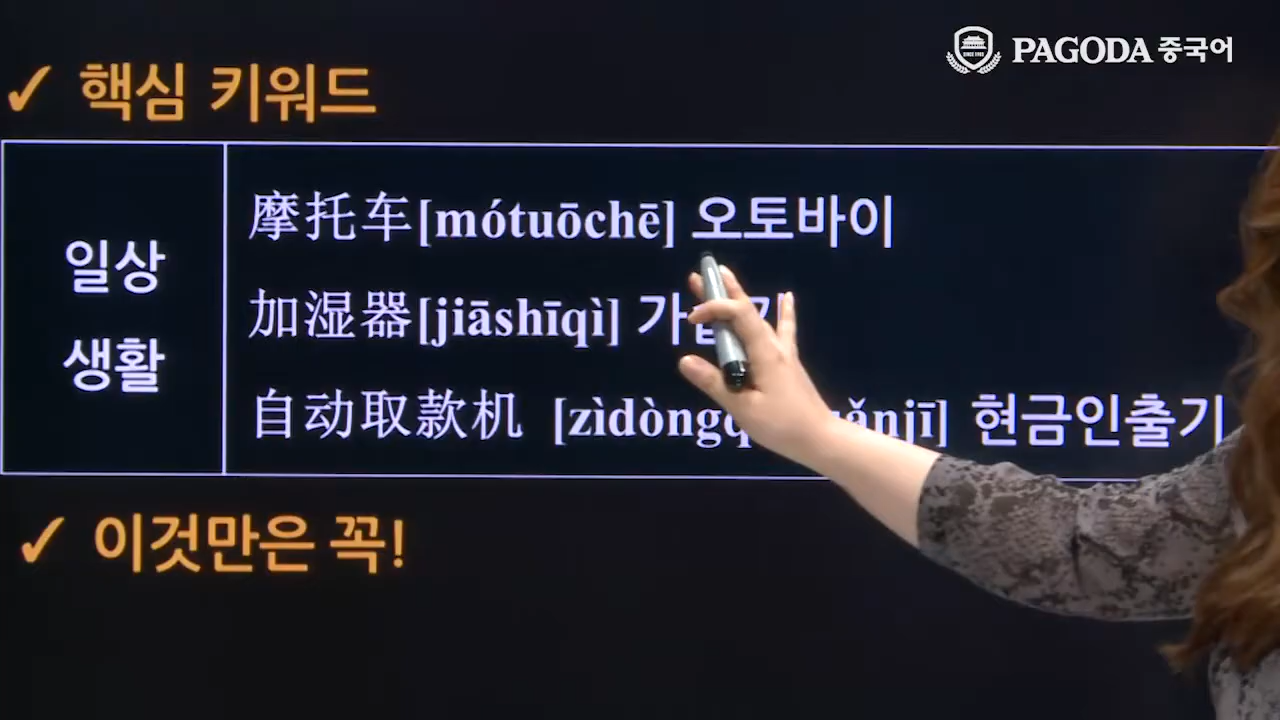 PAGODA 중국어
✓ 핵심 키워드
일상
생활
摩托车[mótuōchē] 오토바이
加湿器[jiāshīqì]
自动取款机 현금인출기
✓ 이것만은 꼭!